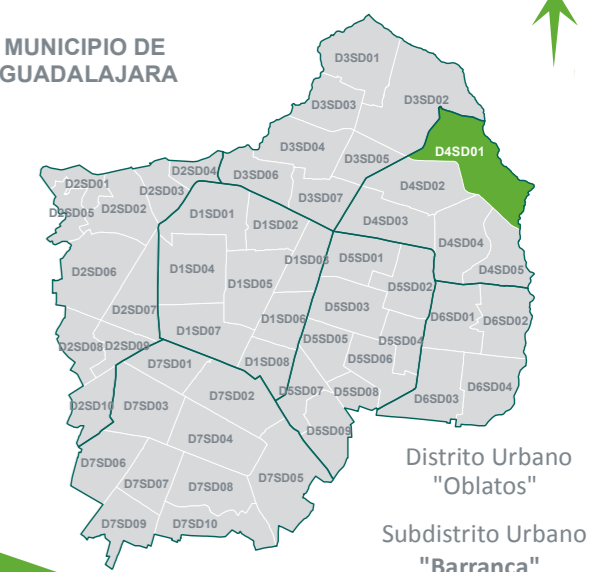 MUNICIPIO DE
GUADALAJARA
D3SD01
D3SD02
D3SD03
D4SD01
D3SD04
D3SD05
D2SD04
D3SD06
D2SD01
D2SD03
D4SD02
D3SD07
D2SD05
D2SD02
D1SD01
D1SD02
D4SD03
D4SD04
D1SD03
D5SD01
D2SD06
D1SD04
D4SD05
D1SD05
D5SD02
D2SD07
D5SD03
D1SD06
D6SD01
D6SD02
D1SD07
D5SD05
D5SD04
D2SD08
D2SD09
D5SD06
D7SD01
D1SD08
D6SD04
D7SD02
D5SD07
D5SD08
D6SD03
D2SD10
D7SD03
D5SD09
D7SD04
D7SD06
D7SD05
D7SD07
D7SD08
D7SD09
D7SD10
Distrito Urbano
"Oblatos"
Subdistrito Urbano
"Barranca"